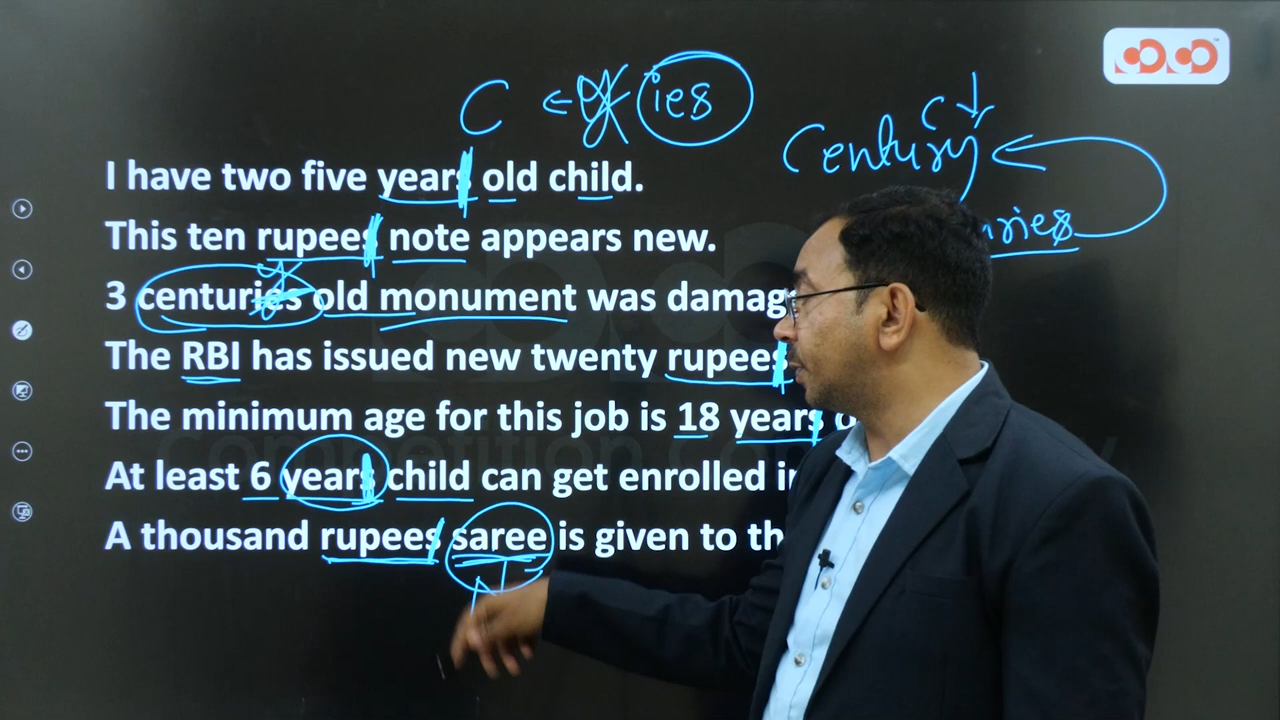 C ← y ies
Century
C
uries
I have two five years old child.
This ten rupees note appears new.
y
3 centuries old monument was damag
The RBI has issued new twenty rupees
The minimum age for this job is 18 years o
At least 6 years child can get enrolled in
A thousand rupees saree is given to th
N